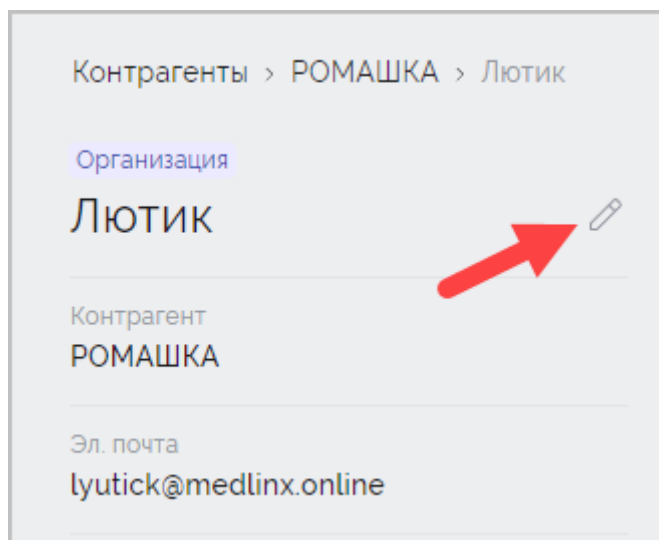 Контрагенты > РОМАШКА > Лютик
Организация
Лютик
Контрагент
РОМАШКА
Эл. почта
lyutick@medlinx.online